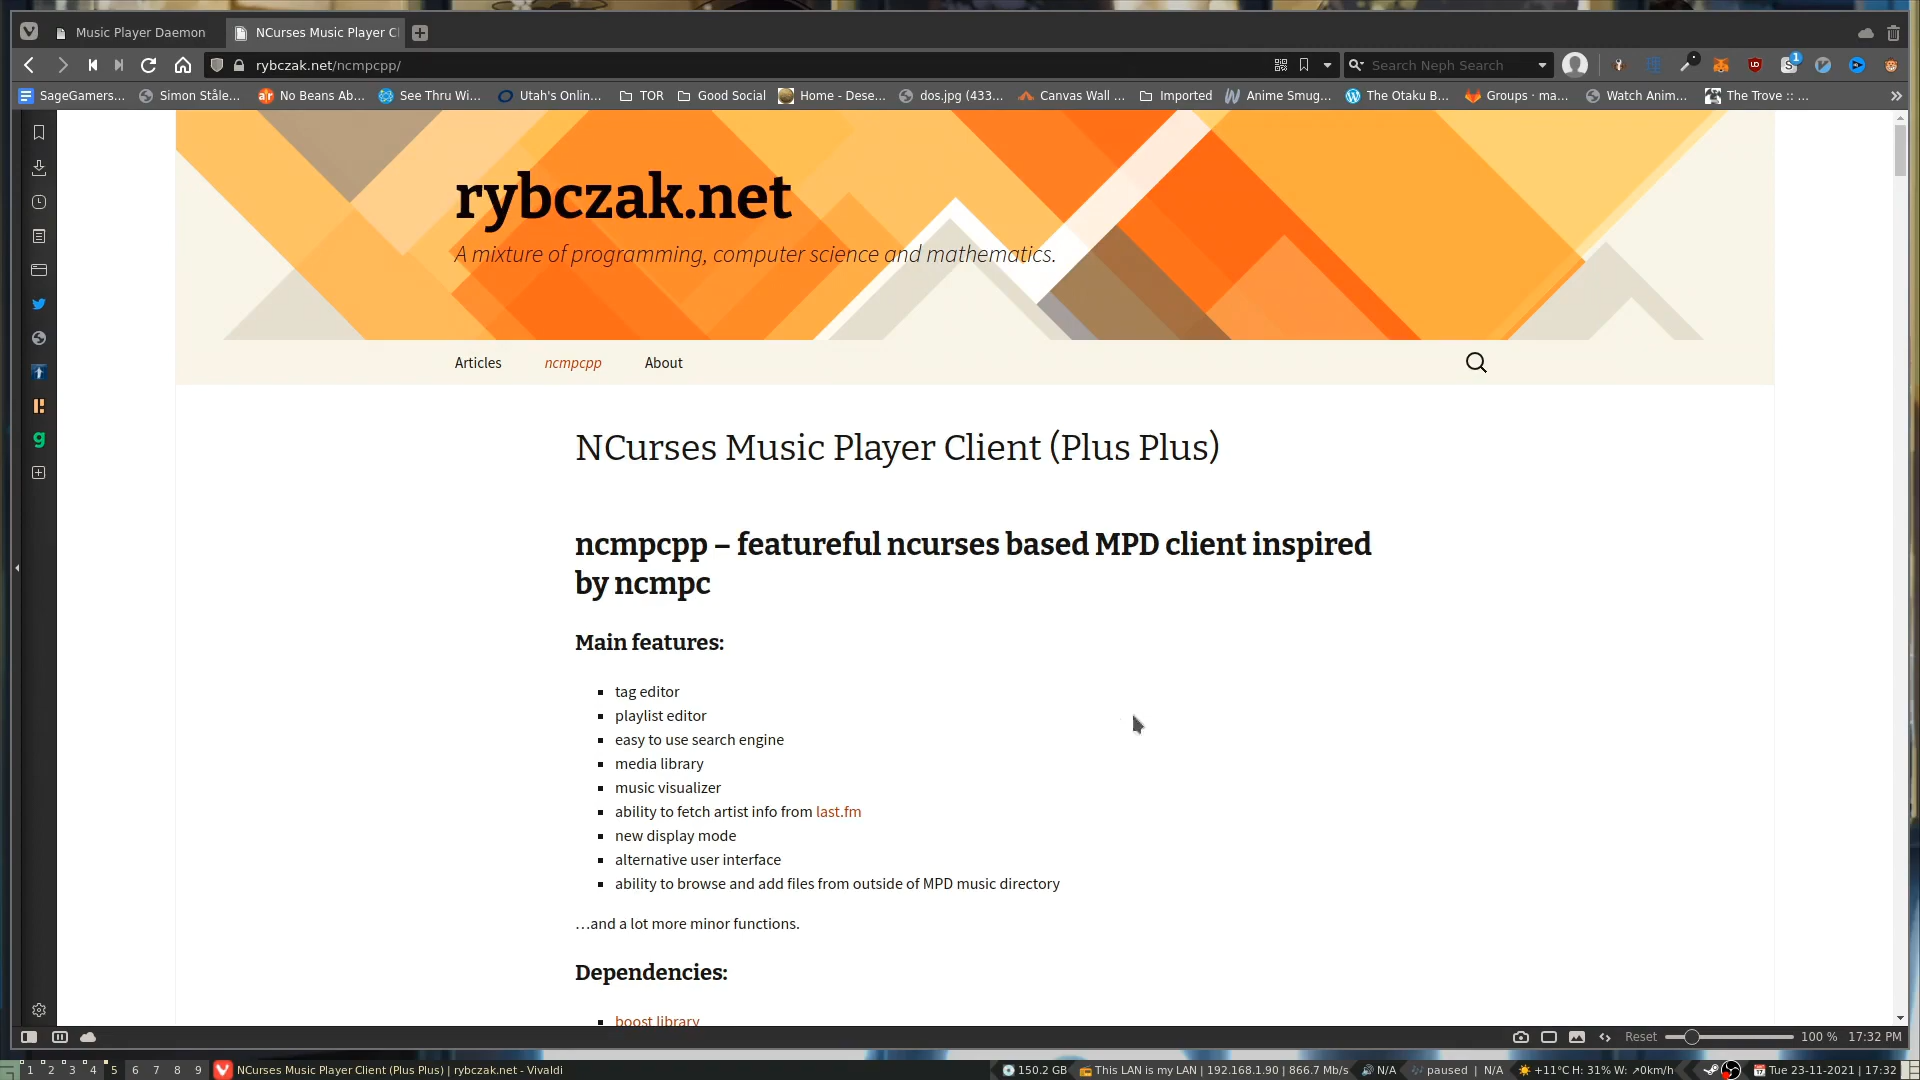 Music Player Daemon
NCurses Music Player Cl
rybczak.net/ncmpcpp/
Search Neph Search
1
SageGamers...
Simon Ståle...
No Beans Ab...
See Thru Wi...
Utah's Onlin...
TOR
Good Social
Home - Dese...
dos.jpg (433...
Canvas Wall ...
Imported
Anime Smug...
The Otaku B...
Groups · ma...
Watch Anim...
The Trove :: ...
rybczak.net
A mixture of programming, computer science and mathematics.
Articles
ncmpcpp
About
NCurses Music Player Client (Plus Plus)
ncmpcpp – featureful ncurses based MPD client inspired
by ncmpc
Main features:
tag editor
playlist editor
easy to use search engine
media library
music visualizer
ability to fetch artist info from last.fm
new display mode
alternative user interface
ability to browse and add files from outside of MPD music directory
…and a lot more minor functions.
Dependencies:
boost library
Reset
100 %
17:32 PM
1 2 3 4 5 6 7 8 9
NCurses Music Player Client (Plus Plus) | rybczak.net - Vivaldi
150.2 GB
This LAN is my LAN | 192.168.1.90 | 866.7 Mb/s
N/A
paused | N/A
+11°C H: 31% W: ↗0km/h
Tue 23-11-2021 | 17:32